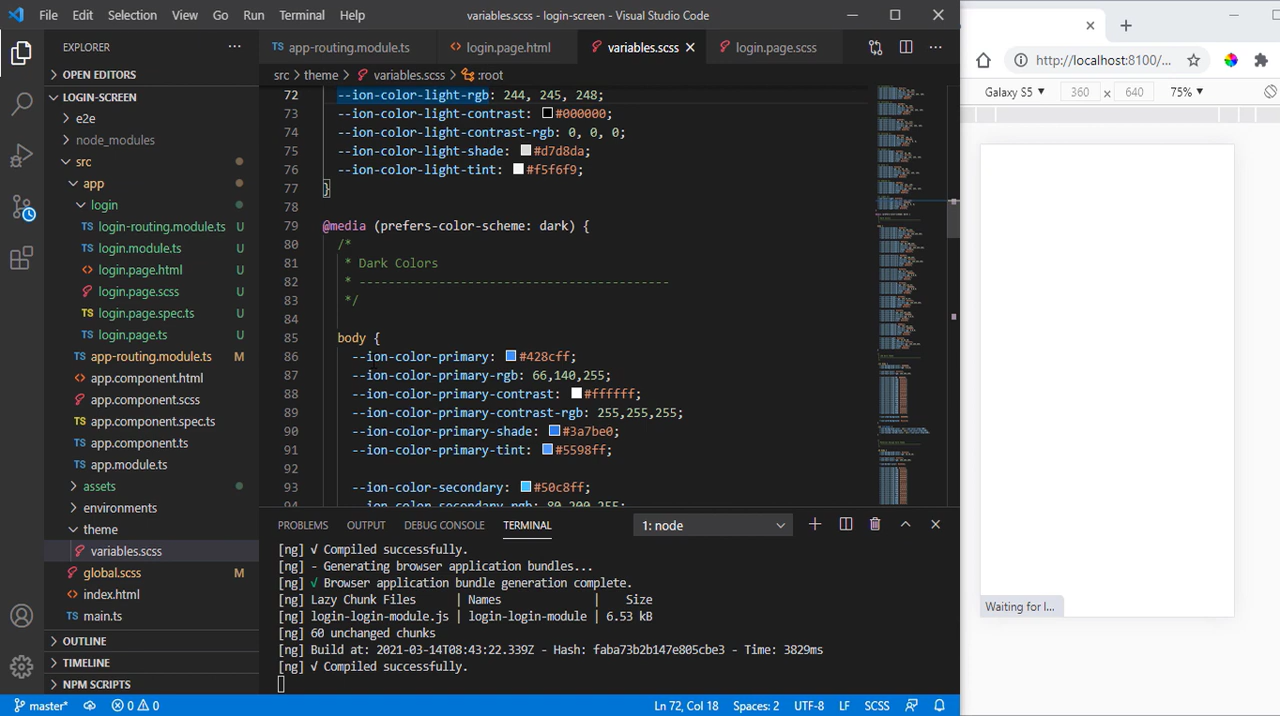 File Edit Selection View Go Run Terminal Help variables.scss - login-screen - Visual Studio Code
EXPLORER
OPEN EDITORS
LOGIN-SCREEN
e2e
node_modules
src
app
login
login-routing.module.ts U
login.module.ts U
login.page.html U
login.page.scss U
login.page.spec.ts U
login.page.ts U
app-routing.module.ts M
app.component.html
app.component.scss
app.component.spec.ts
app.component.ts
app.module.ts
assets
environments
theme
variables.scss
global.scss M
index.html
main.ts
OUTLINE
TIMELINE
NPM SCRIPTS
TS app-routing.module.ts login.page.html variables.scss login.page.scss
src > theme > variables.scss > :root
72 --ion-color-light-rgb: 244, 245, 248;
73 --ion-color-light-contrast: #000000;
74 --ion-color-light-contrast-rgb: 0, 0, 0;
75 --ion-color-light-shade: #d7d8da;
76 --ion-color-light-tint: #f5f6f9;
77 }
78
79 @media (prefers-color-scheme: dark) {
80 /*
81 * Dark Colors
82 * -------------------------------------------
83 */
84
85 body {
86 --ion-color-primary: #428cff;
87 --ion-color-primary-rgb: 66,140,255;
88 --ion-color-primary-contrast: #ffffff;
89 --ion-color-primary-contrast-rgb: 255,255,255;
90 --ion-color-primary-shade: #3a7be0;
91 --ion-color-primary-tint: #5598ff;
92
93 --ion-color-secondary: #50c8ff;
94 --ion-color-secondary-rgb: 80,200,255;
PROBLEMS OUTPUT DEBUG CONSOLE TERMINAL 1: node
[ng] √ Compiled successfully.
[ng] - Generating browser application bundles...
[ng] √ Browser application bundle generation complete.
[ng] Lazy Chunk Files | Names | Size
[ng] login-login-module.js | login-login-module | 6.53 kB
[ng] 60 unchanged chunks
[ng] Build at: 2021-03-14T08:43:22.339Z - Hash: faba73b2b147e805cbe3 - Time: 3829ms
[ng] √ Compiled successfully.
master* 0 0 Ln 72, Col 18 Spaces: 2 UTF-8 LF SCSS
http://localhost:8100/...
Galaxy S5 360 x 640 75%
Waiting for l...